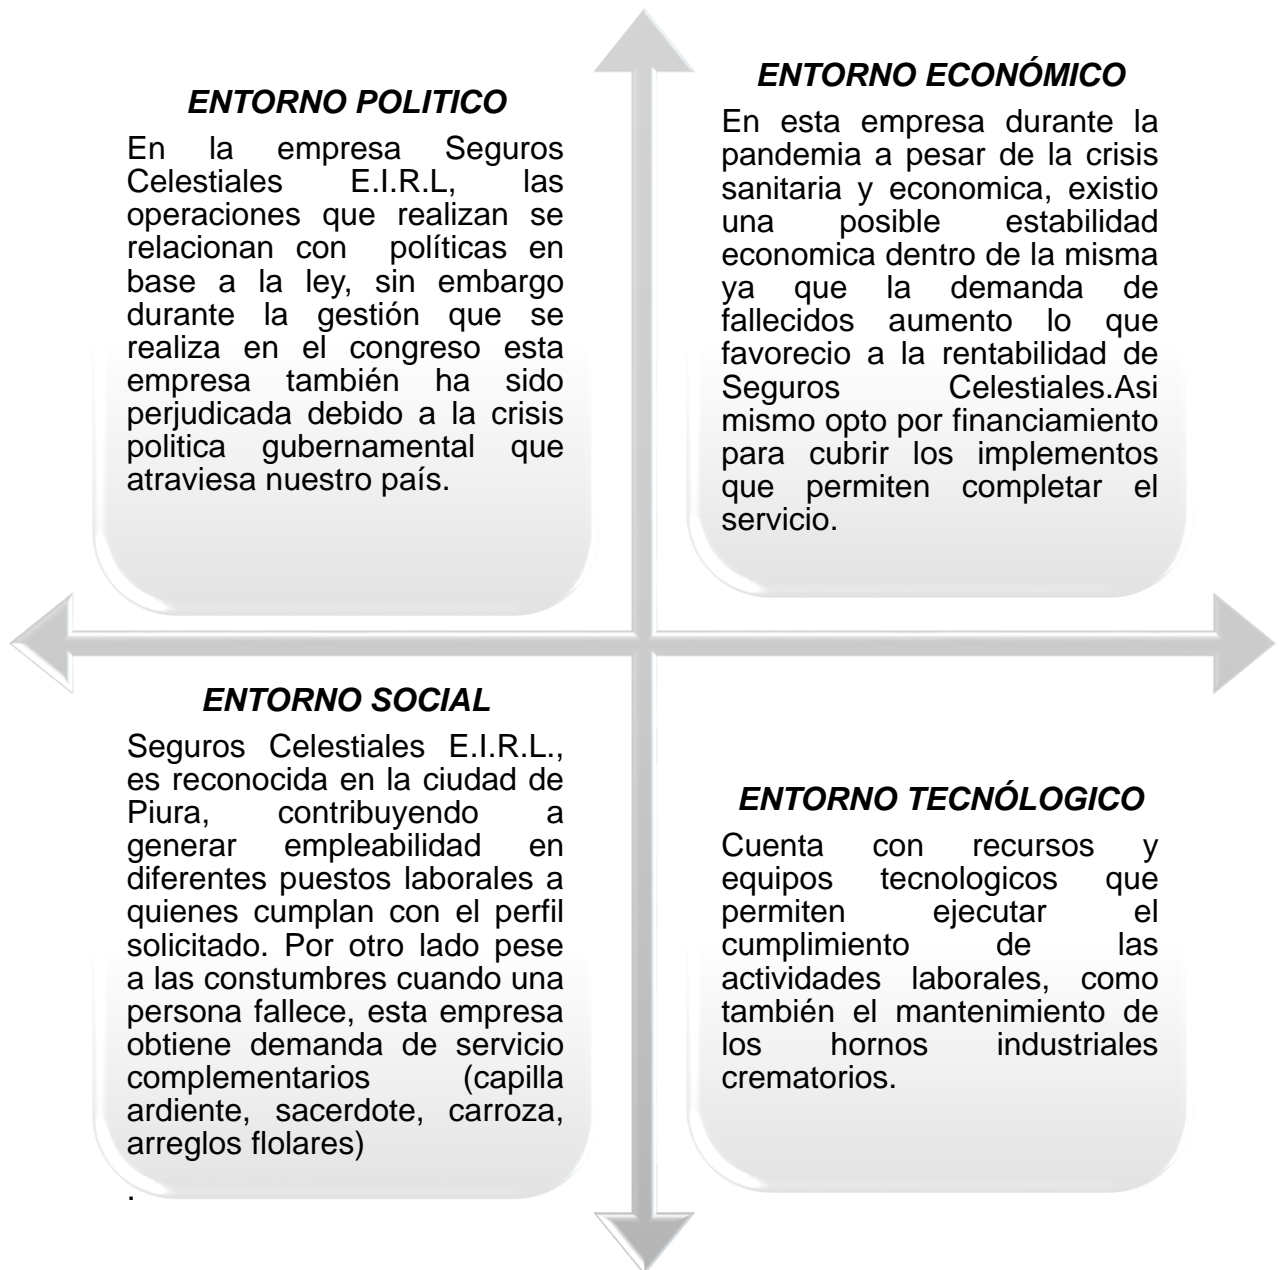 ENTORNO POLITICO
En la empresa Seguros
Celestiales E.I.R.L, las
operaciones que realizan se
relacionan con políticas en
base a la ley, sin embargo
durante la gestión que se
realiza en el congreso esta
empresa también ha sido
perjudicada debido a la crisis
politica gubernamental que
atraviesa nuestro país.
ENTORNO ECONÓMICO
En esta empresa durante la
pandemia a pesar de la crisis
sanitaria y economica, existio
una posible estabilidad
economica dentro de la misma
ya que la demanda de
fallecidos aumento lo que
favorecio a la rentabilidad de
Seguros Celestiales.Asi
mismo opto por financiamiento
para cubrir los implementos
que permiten completar el
servicio.
ENTORNO SOCIAL
Seguros Celestiales E.I.R.L.,
es reconocida en la ciudad de
Piura, contribuyendo a
generar empleabilidad en
diferentes puestos laborales a
quienes cumplan con el perfil
solicitado. Por otro lado pese
a las constumbres cuando una
persona fallece, esta empresa
obtiene demanda de servicio
complementarios (capilla
ardiente, sacerdote, carroza,
arreglos flolares)
.
ENTORNO TECNÓLOGICO
Cuenta con recursos y
equipos tecnologicos que
permiten ejecutar el
cumplimiento de las
actividades laborales, como
también el mantenimiento de
los hornos industriales
crematorios.